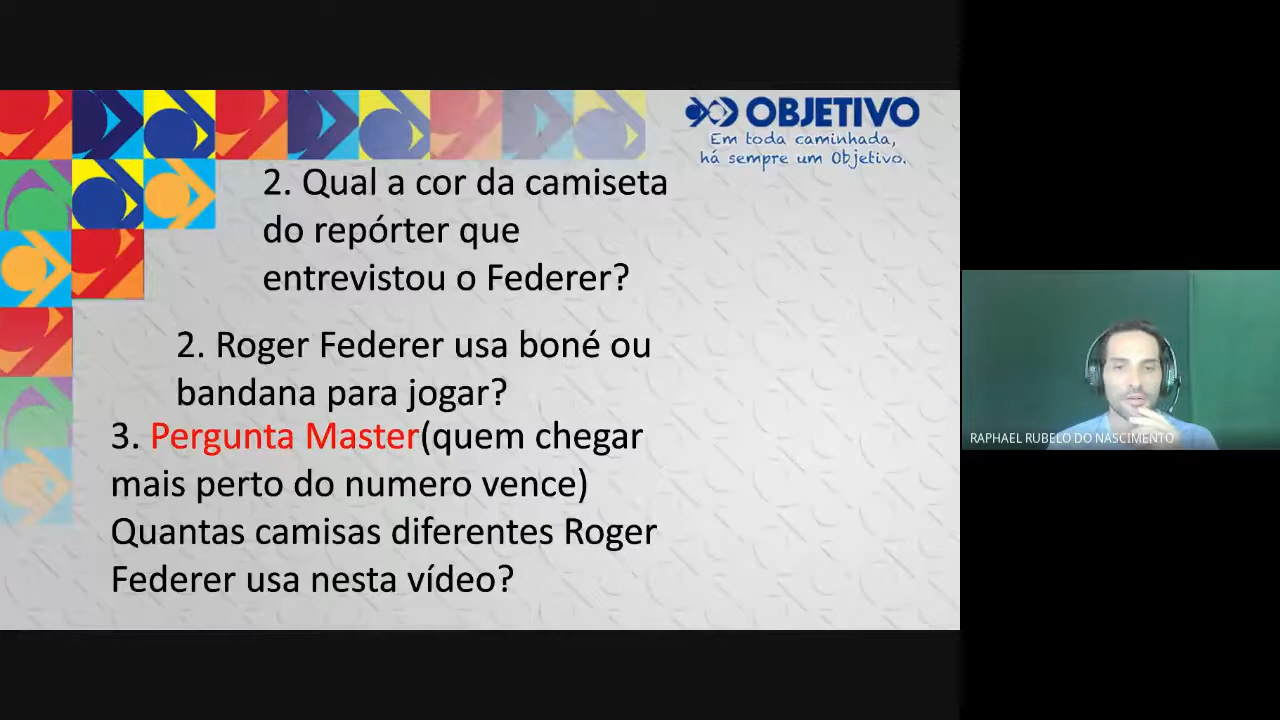 OBJETIVO
Em toda caminhada,
há sempre um Objetivo.
2. Qual a cor da camiseta
do repórter que
entrevistou o Federer?
2. Roger Federer usa boné ou
bandana para jogar?
3. Pergunta Master(quem chegar
mais perto do numero vence)
Quantas camisas diferentes Roger
Federer usa nesta vídeo?
RAPHAEL RUBELO DO NASCIMENTO